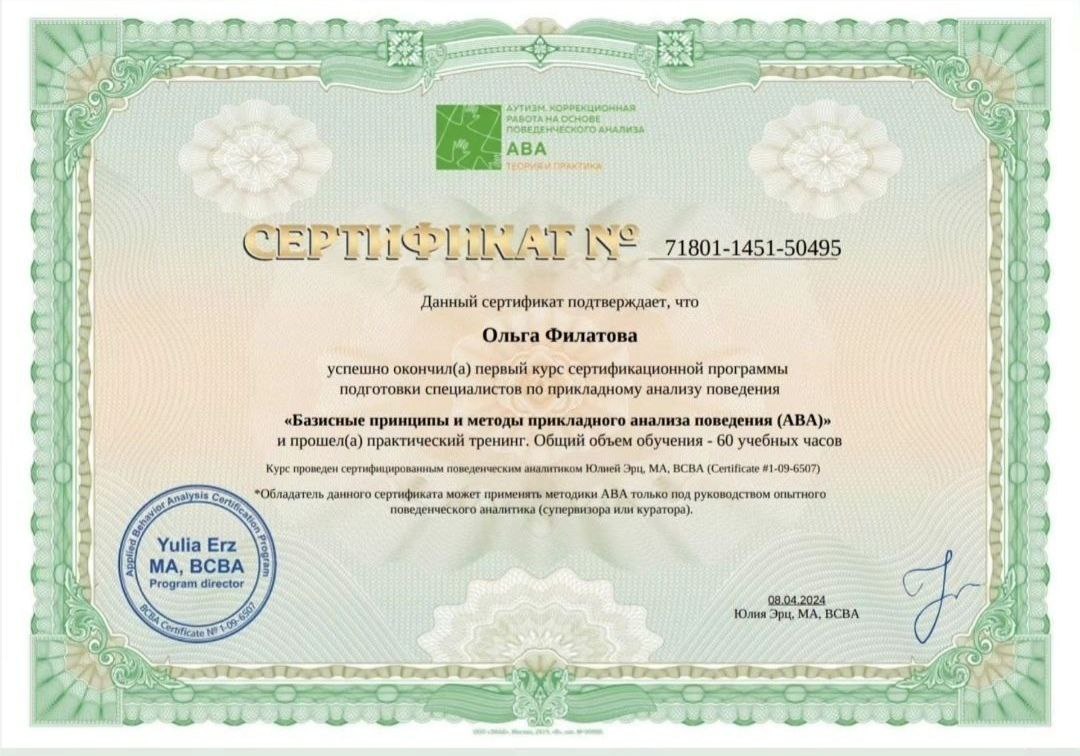 АУТИЗМ. КОРРЕКЦИОННАЯ
РАБОТА НА ОСНОВЕ
ПОВЕДЕНЧЕСКОГО АНАЛИЗА
АВА
ТЕОРИЯ И ПРАКТИКА
СЕРТИФИКАТ № 71801-1451-50495
Данный сертификат подтверждает, что
Ольга Филатова
успешно окончил(а) первый курс сертификационной программы
подготовки специалистов по прикладному анализу поведения
«Базисные принципы и методы прикладного анализа поведения (АВА)»
и прошел(а) практический тренинг. Общий объем обучения - 60 учебных часов
Курс проведен сертифицированным поведенческим аналитиком Юлией Эрц, МА, BCBA (Certificate #1-09-6507)
*Обладатель данного сертификата может применять методики АВА только под руководством опытного
поведенческого аналитика (супервизора или куратора).
Applied Behavior Analysis Certification Program
Yulia Erz
MA, BCBA
Program director
BCBA Certificate № 1-09-6507
08.04.2024
Юлия Эрц, МА, BCBA